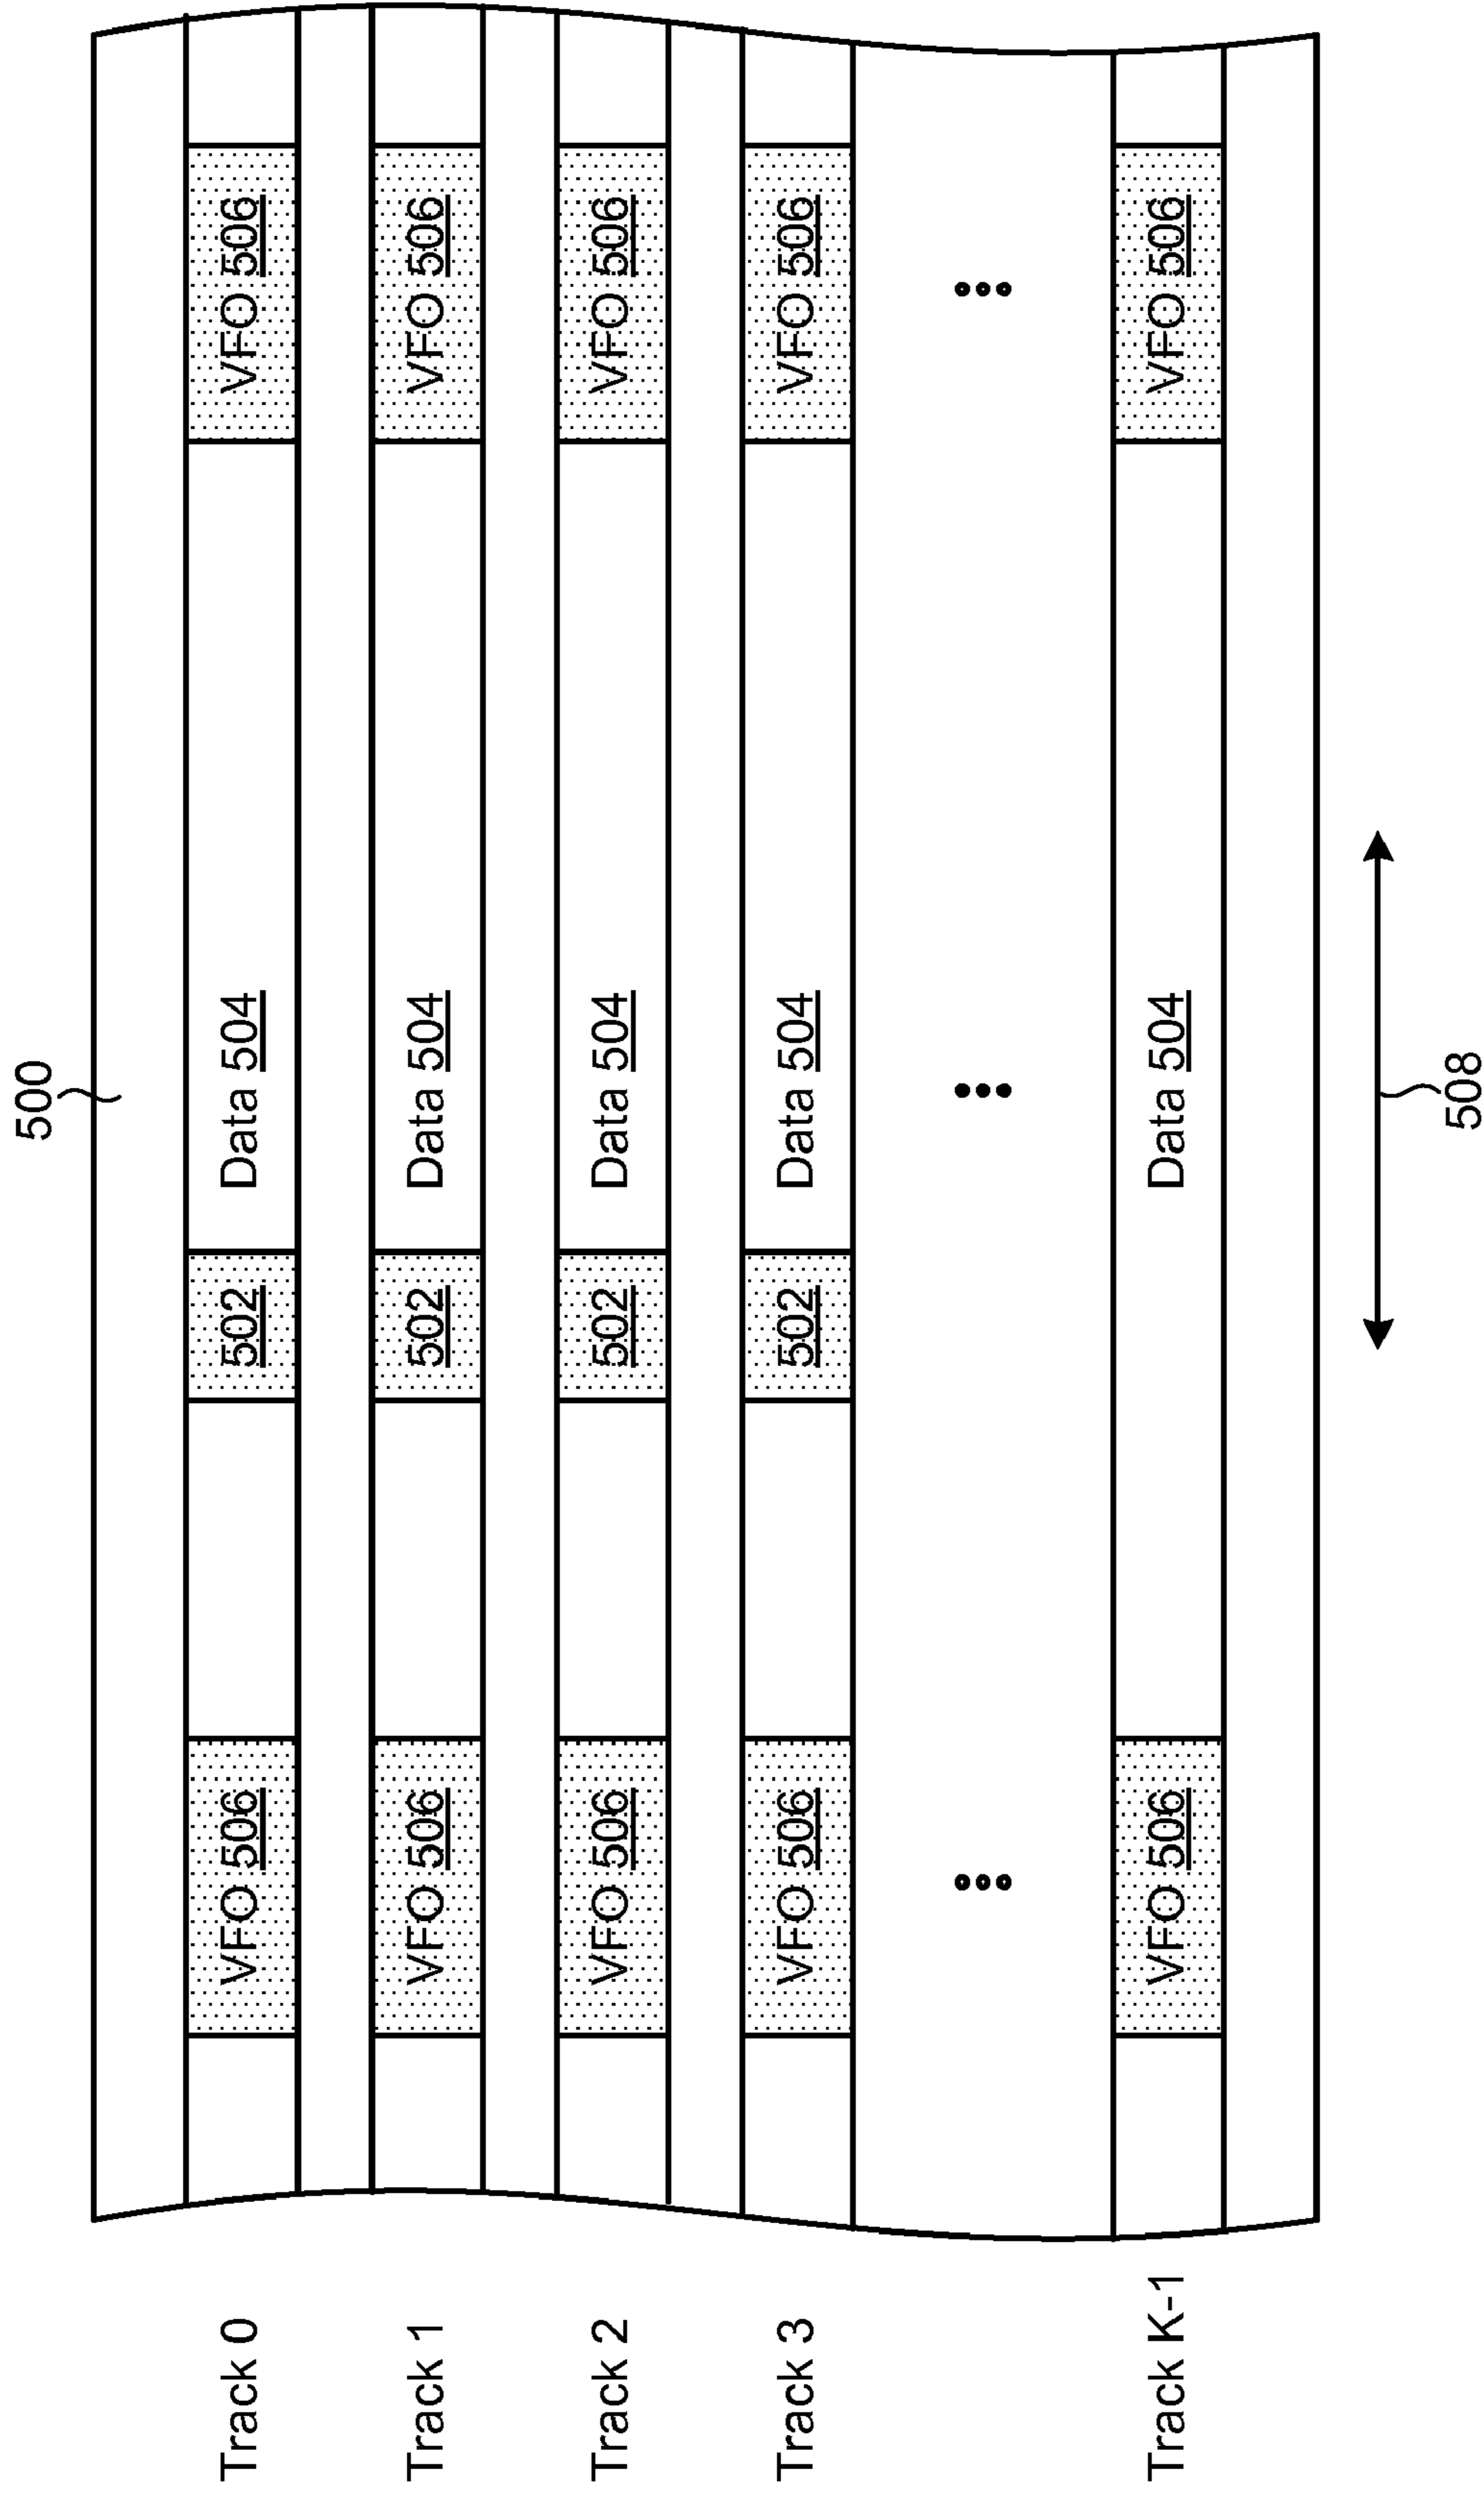 500
Track 0 VFO 506 502 Data 504 VFO 506
Track 1 VFO 506 502 Data 504 VFO 506
Track 2 VFO 506 502 Data 504 VFO 506
Track 3 VFO 506 502 Data 504 VFO 506
Track K-1 VFO 506 Data 504 VFO 506
508